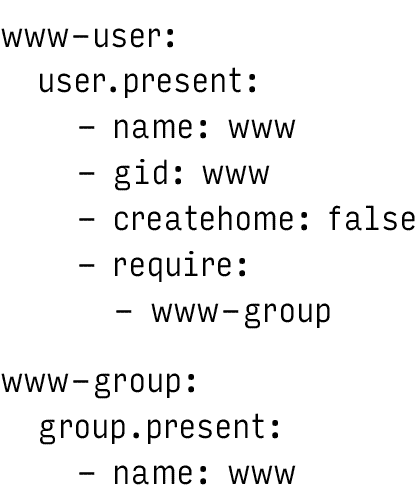 www-user:
  user.present:
    - name: www
    - gid: www
    - createhome: false
    - require:
      - www-group
www-group:
  group.present:
    - name: www